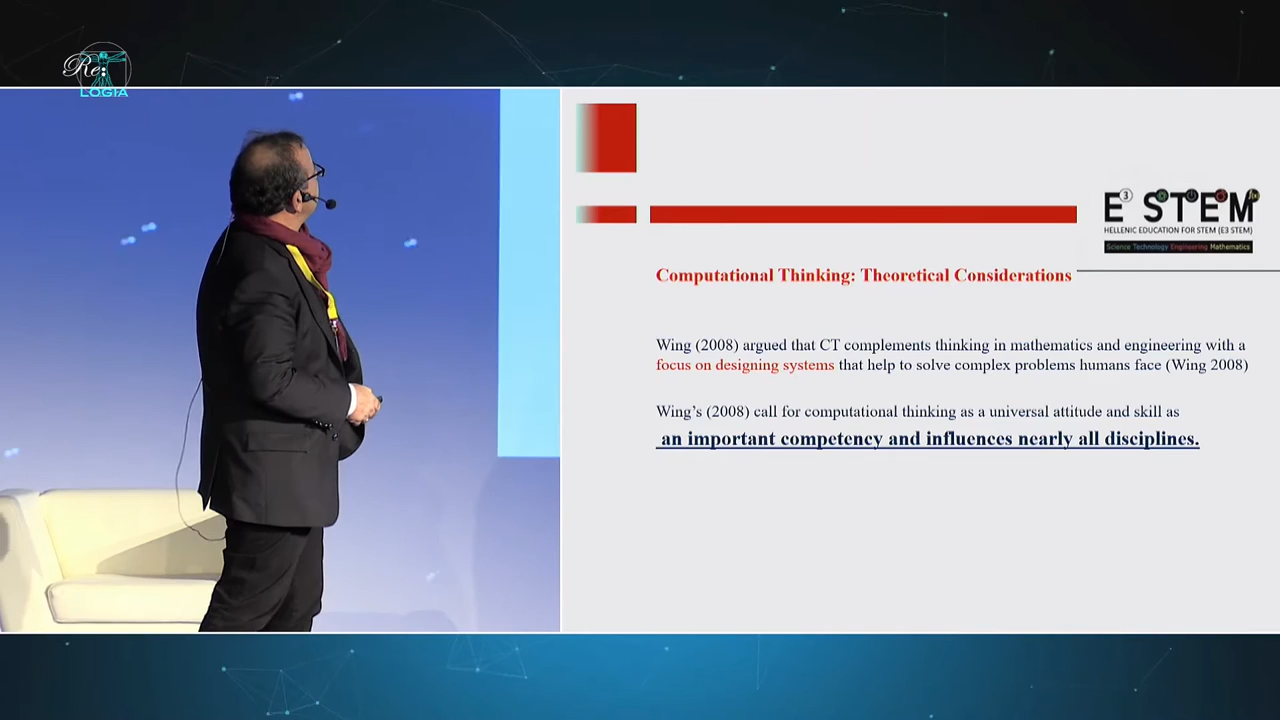 Re:
LOGIA
E3 STEM
HELLENIC EDUCATION FOR STEM (E3 STEM)
Science Technology Engineering Mathematics
Computational Thinking: Theoretical Considerations
Wing (2008) argued that CT complements thinking in mathematics and engineering with a
focus on designing systems that help to solve complex problems humans face (Wing 2008)
Wing’s (2008) call for computational thinking as a universal attitude and skill as
an important competency and influences nearly all disciplines.